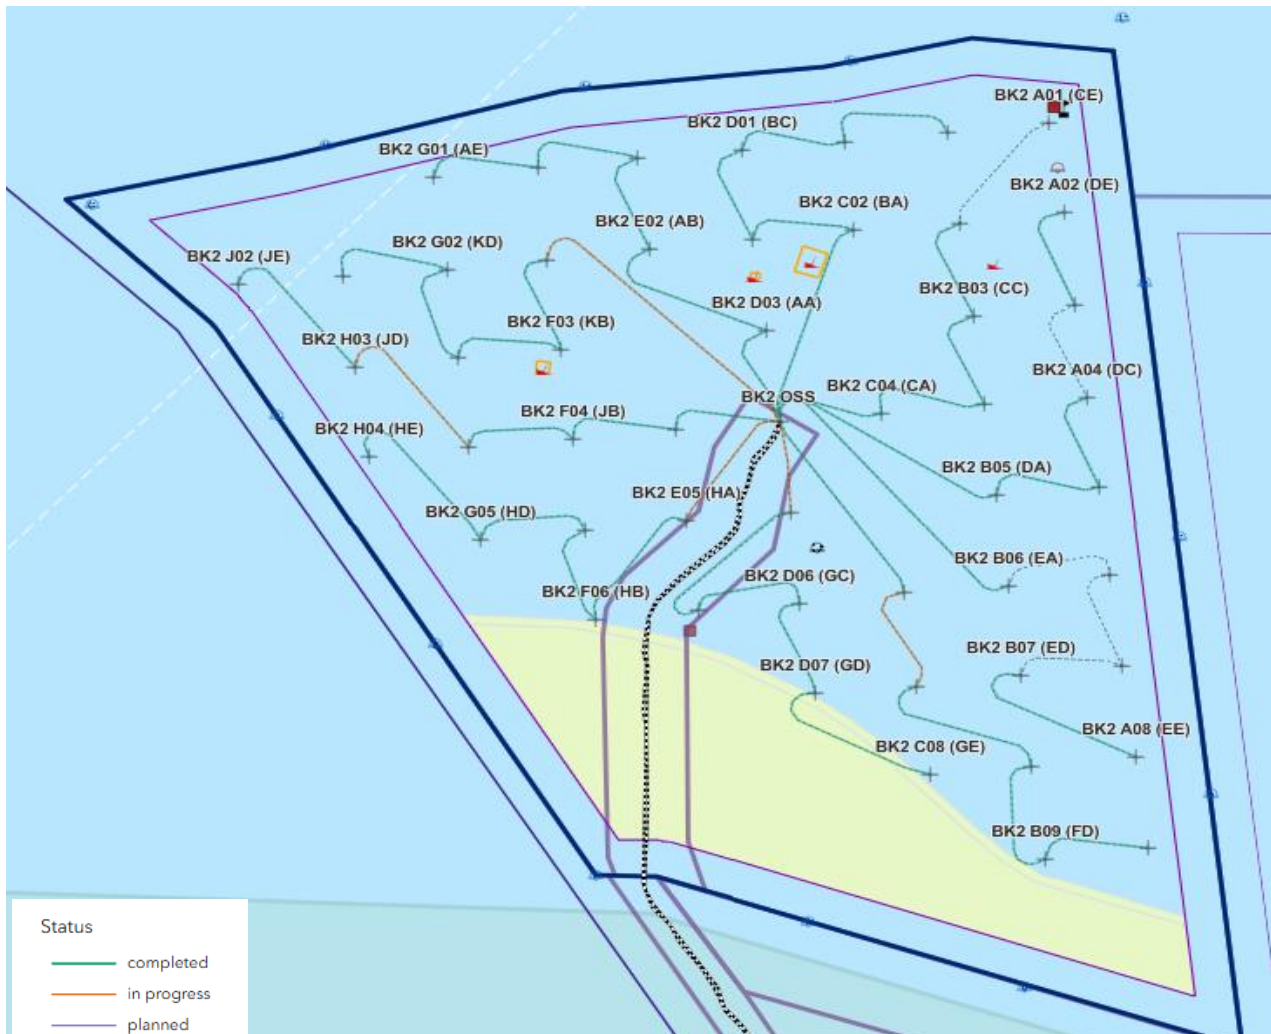 BK2 A01 (CE)
BK2 D01 (BC)
BK2 G01 (AE)
BK2 A02 (DE)
BK2 C02 (BA)
BK2 E02 (AB)
BK2 G02 (KD)
BK2 J02 (JE)
BK2 B03 (CC)
BK2 D03 (AA)
BK2 F03 (KB)
BK2 H03 (JD)
BK2 A04 (DC)
BK2 C04 (CA)
BK2 OSS
BK2 F04 (JB)
BK2 H04 (HE)
BK2 B05 (DA)
BK2 E05 (HA)
BK2 G05 (HD)
BK2 B06 (EA)
BK2 D06 (GC)
BK2 F06 (HB)
BK2 B07 (ED)
BK2 D07 (GD)
BK2 A08 (EE)
BK2 C08 (GE)
BK2 B09 (FD)
Status
completed
in progress
planned